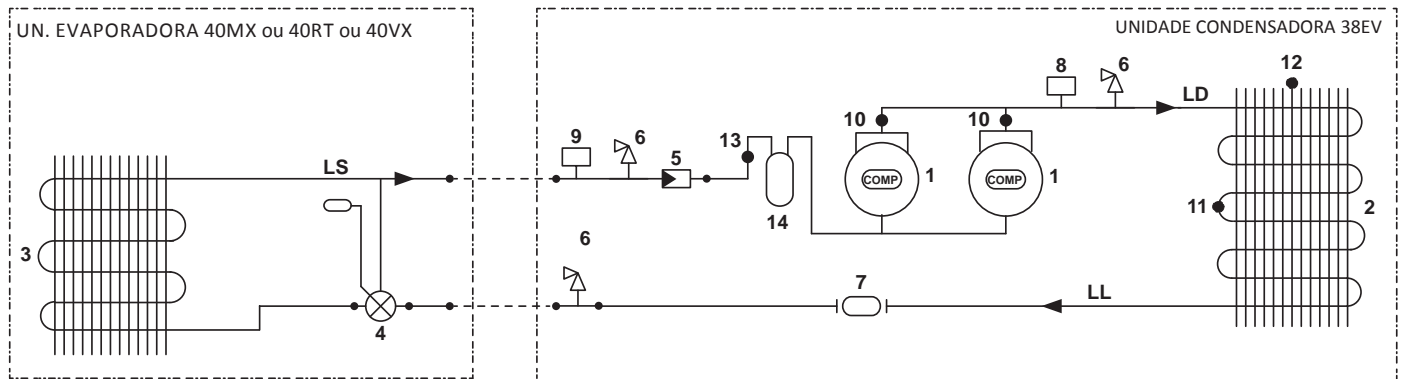 UN. EVAPORADORA 40MX ou 40RT ou 40VX
UNIDADE CONDENSADORA 38EV
12
8
6
LD
10
10
9
6
13
5
LS
COMP
1
COMP
1
14
11
2
3
6
7
LL
4